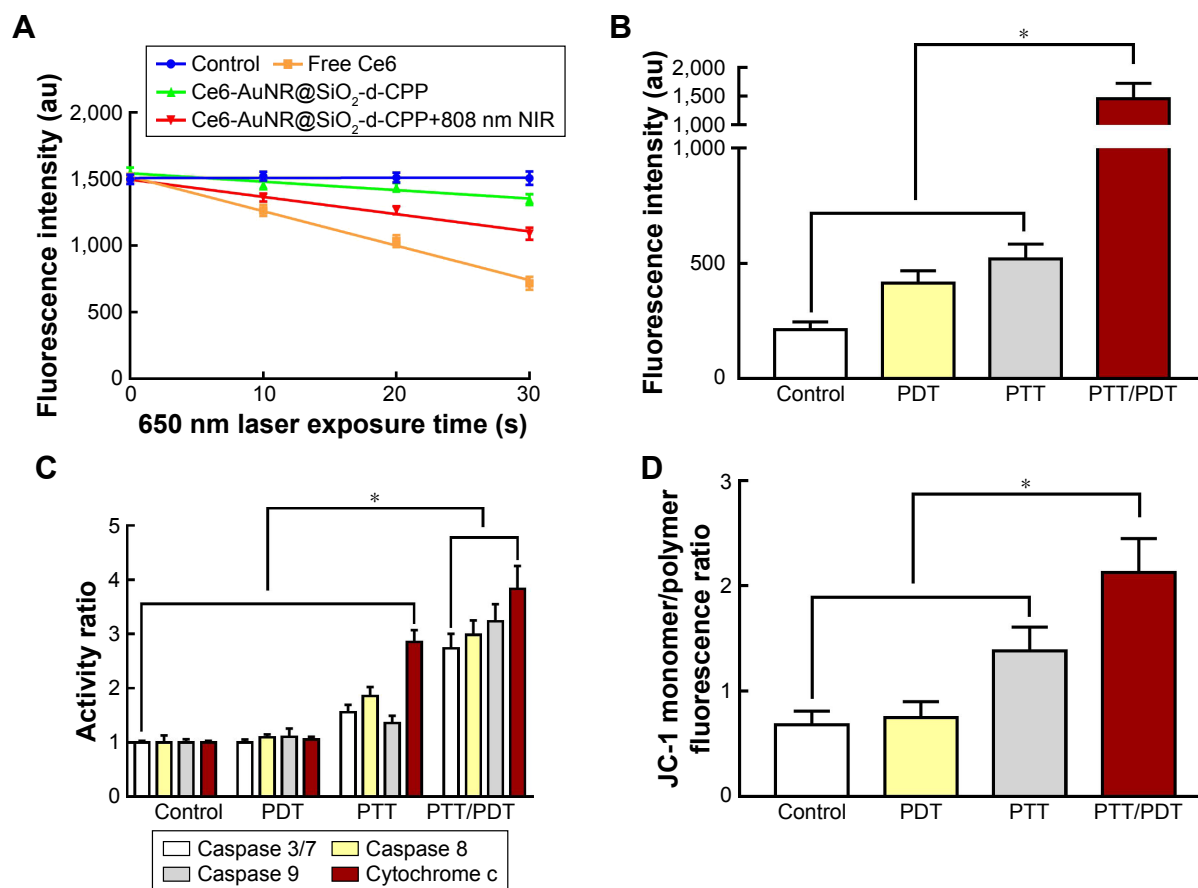 A
Control Free Ce6
Ce6-AuNR@SiO₂-d-CPP
Ce6-AuNR@SiO₂-d-CPP+808 nm NIR
Fluorescence intensity (au)
2,000
1,500
1,000
500
0
0 10 20 30
650 nm laser exposure time (s)
B
*
Fluorescence intensity (au)
2,000
1,500
1,000
1,000
500
0
Control PDT PTT PTT/PDT
C
*
Activity ratio
5
4
3
2
1
0
Control PDT PTT PTT/PDT
Caspase 3/7 Caspase 8
Caspase 9 Cytochrome c
D
*
JC-1 monomer/polymer
fluorescence ratio
3
2
1
0
Control PDT PTT PTT/PDT